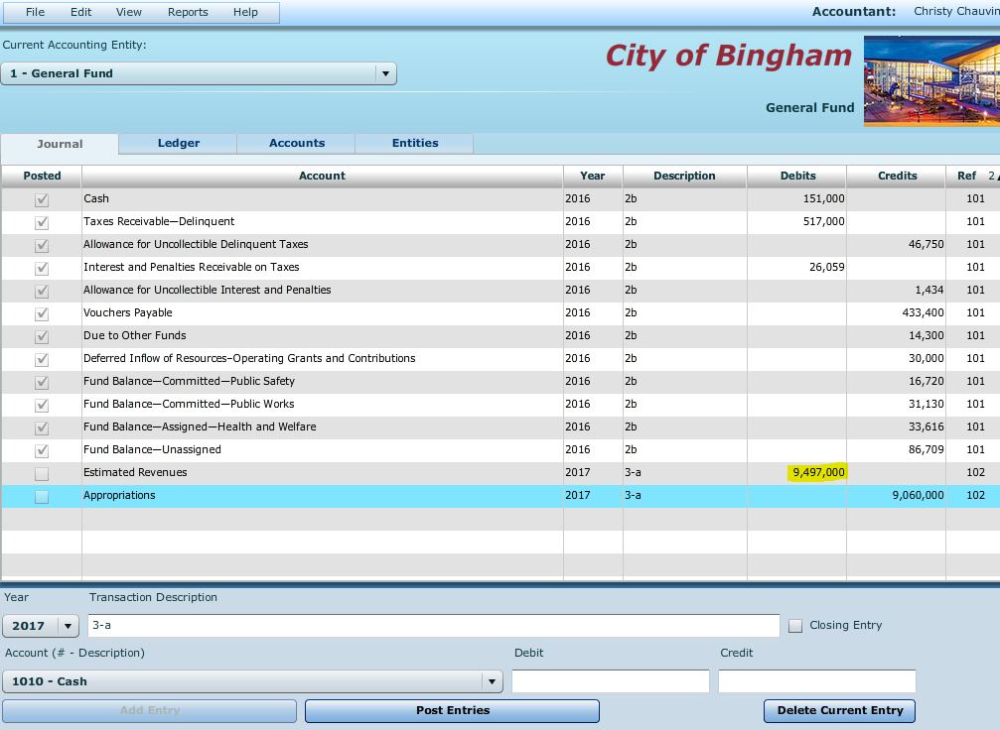 File Edit View Reports Help
Accountant: Christy Chauvin
Current Accounting Entity:
1 - General Fund
City of Bingham
General Fund
Journal Ledger Accounts Entities
Posted Account Year Description Debits Credits Ref 2
Cash 2016 2b 151,000 101
Taxes Receivable—Delinquent 2016 2b 517,000 101
Allowance for Uncollectible Delinquent Taxes 2016 2b 46,750 101
Interest and Penalties Receivable on Taxes 2016 2b 26,059 101
Allowance for Uncollectible Interest and Penalties 2016 2b 1,434 101
Vouchers Payable 2016 2b 433,400 101
Due to Other Funds 2016 2b 14,300 101
Deferred Inflow of Resources–Operating Grants and Contributions 2016 2b 30,000 101
Fund Balance—Committed—Public Safety 2016 2b 16,720 101
Fund Balance—Committed—Public Works 2016 2b 31,130 101
Fund Balance—Assigned—Health and Welfare 2016 2b 33,616 101
Fund Balance—Unassigned 2016 2b 86,709 101
Estimated Revenues 2017 3-a 9,497,000 102
Appropriations 2017 3-a 9,060,000 102
Year Transaction Description
2017 3-a Closing Entry
Account (# - Description) Debit Credit
1010 - Cash
Add Entry Post Entries Delete Current Entry